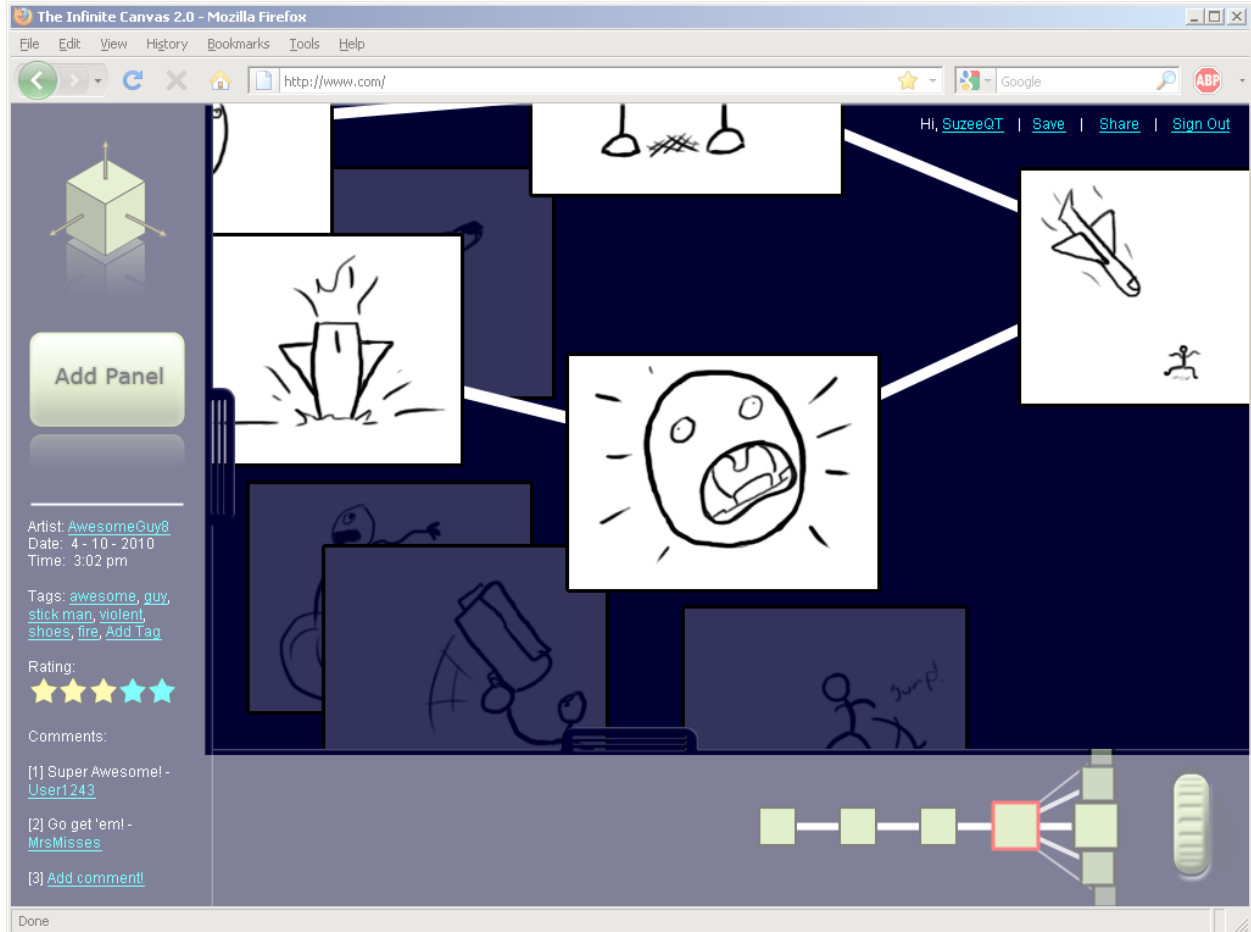 The Infinite Canvas 2.0 - Mozilla Firefox
File Edit View History Bookmarks Tools Help
http://www.com/
Google
ABP
Hi, SuzeeQT | Save | Share | Sign Out
Add Panel
Artist: AwesomeGuy8
Date: 4 - 10 - 2010
Time: 3:02 pm
Tags: awesome, guy,
stick man, violent,
shoes, fire, Add Tag
Rating:
Comments:
[1] Super Awesome! -
User1243
[2] Go get 'em! -
MrsMisses
[3] Add comment!
Jump!
Done